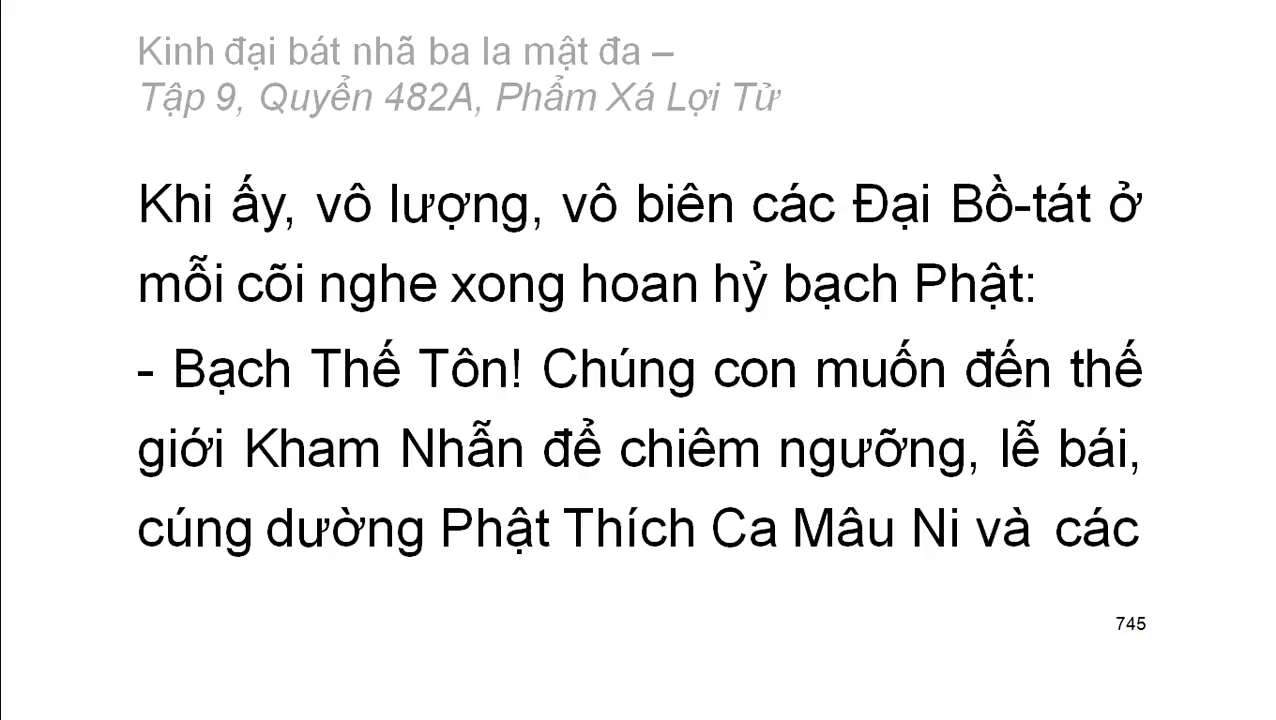 Kinh đại bát nhã ba la mật đa –
Tập 9, Quyển 482A, Phẩm Xá Lợi Tử
Khi ấy, vô lượng, vô biên các Đại Bồ-tát ở
mỗi cõi nghe xong hoan hỷ bạch Phật:
- Bạch Thế Tôn! Chúng con muốn đến thế
giới Kham Nhẫn để chiêm ngưỡng, lễ bái,
cúng dường Phật Thích Ca Mâu Ni và các
745